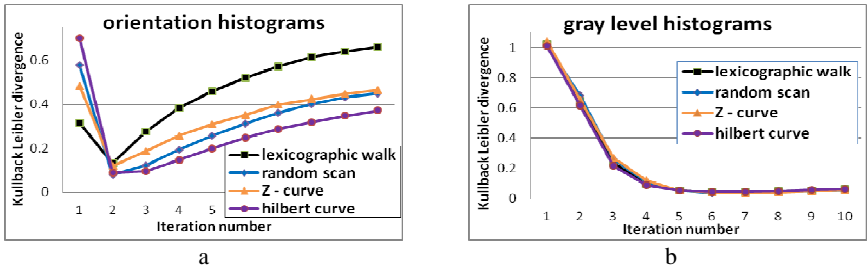 orientation histograms
Kullback Leibler divergence
0.6
0.4
0.2
0
1 2 3 4 5
lexicographic walk
random scan
Z - curve
hilbert curve
Iteration number
a
gray level histograms
Kullback Leibler divergence
1
0.8
0.6
0.4
0.2
0
lexicographic walk
random scan
Z - curve
hilbert curve
1 2 3 4 5 6 7 8 9 10
Iteration number
b